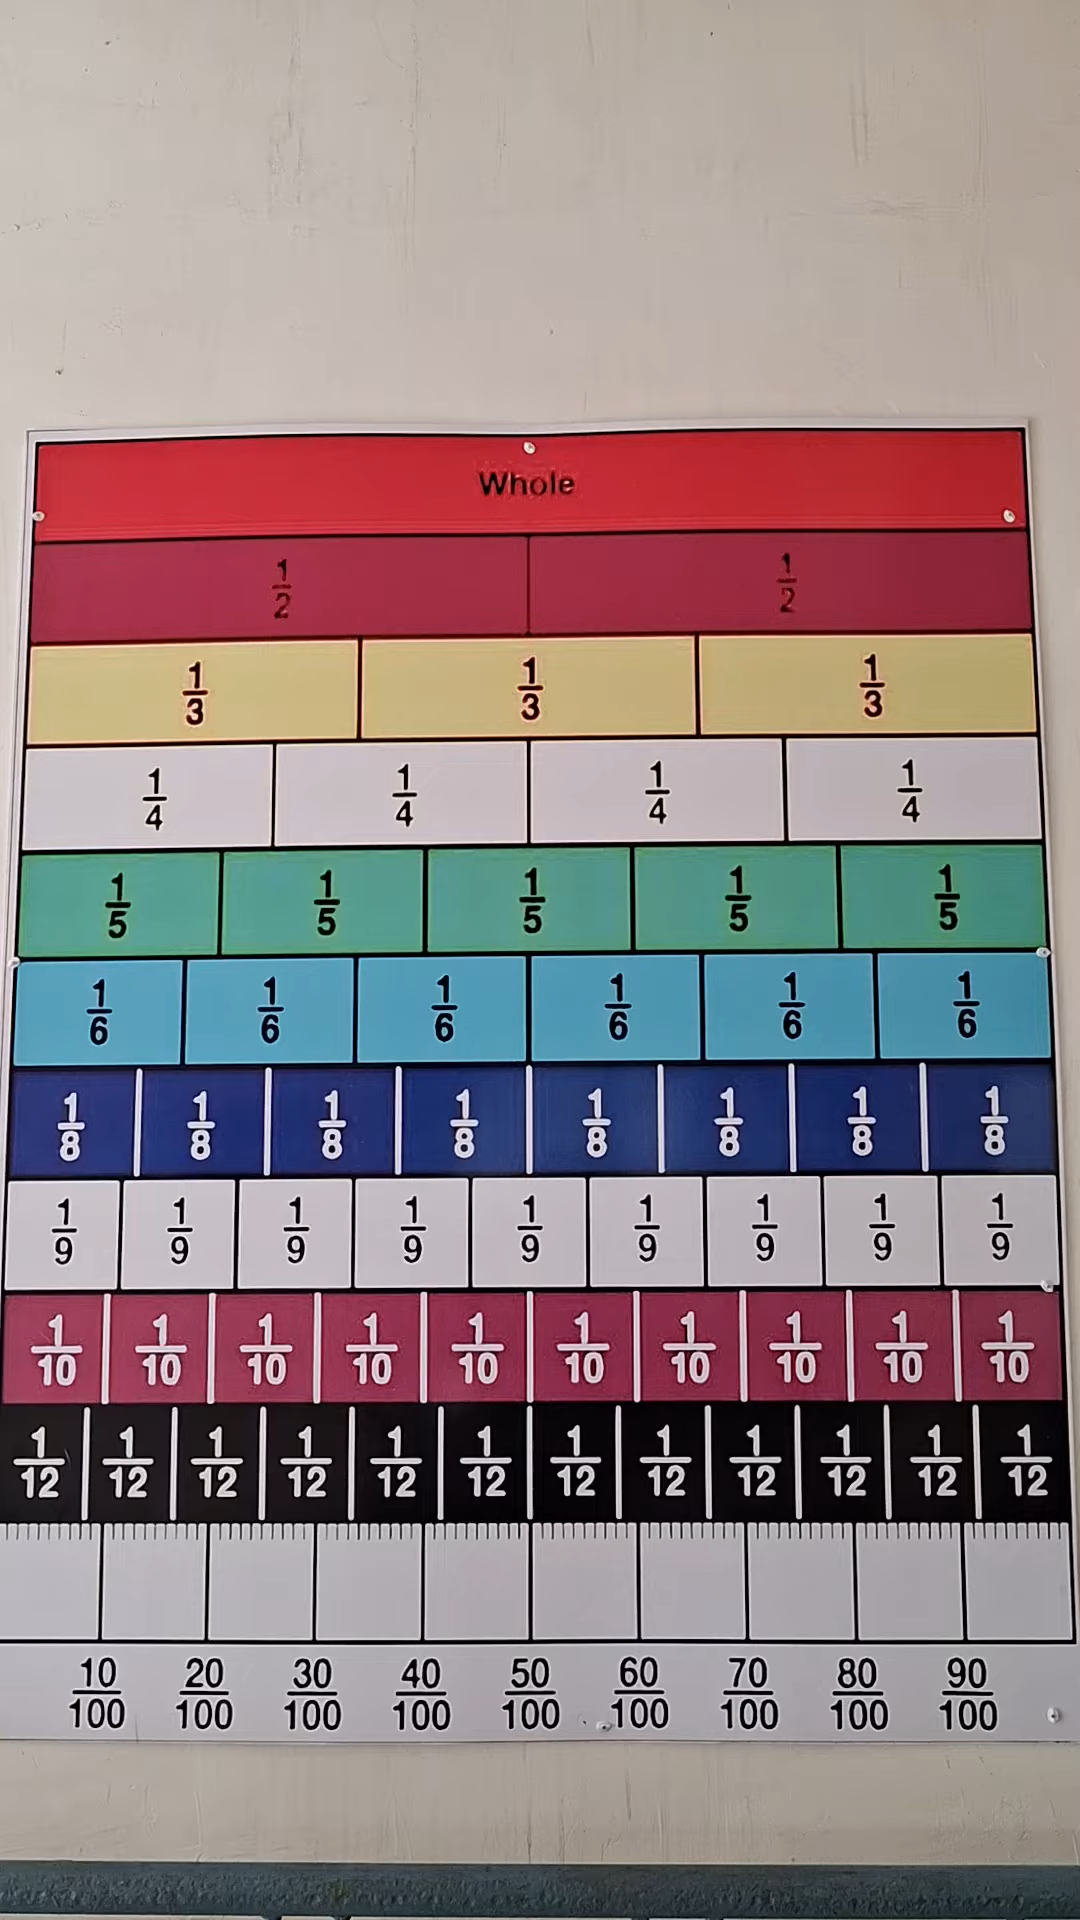 Whole
1/2 1/2
1/3 1/3 1/3
1/4 1/4 1/4 1/4
1/5 1/5 1/5 1/5 1/5
1/6 1/6 1/6 1/6 1/6 1/6
1/8 1/8 1/8 1/8 1/8 1/8 1/8 1/8
1/9 1/9 1/9 1/9 1/9 1/9 1/9 1/9 1/9
1/10 1/10 1/10 1/10 1/10 1/10 1/10 1/10 1/10 1/10
1/12 1/12 1/12 1/12 1/12 1/12 1/12 1/12 1/12 1/12 1/12 1/12
10/100 20/100 30/100 40/100 50/100 60/100 70/100 80/100 90/100